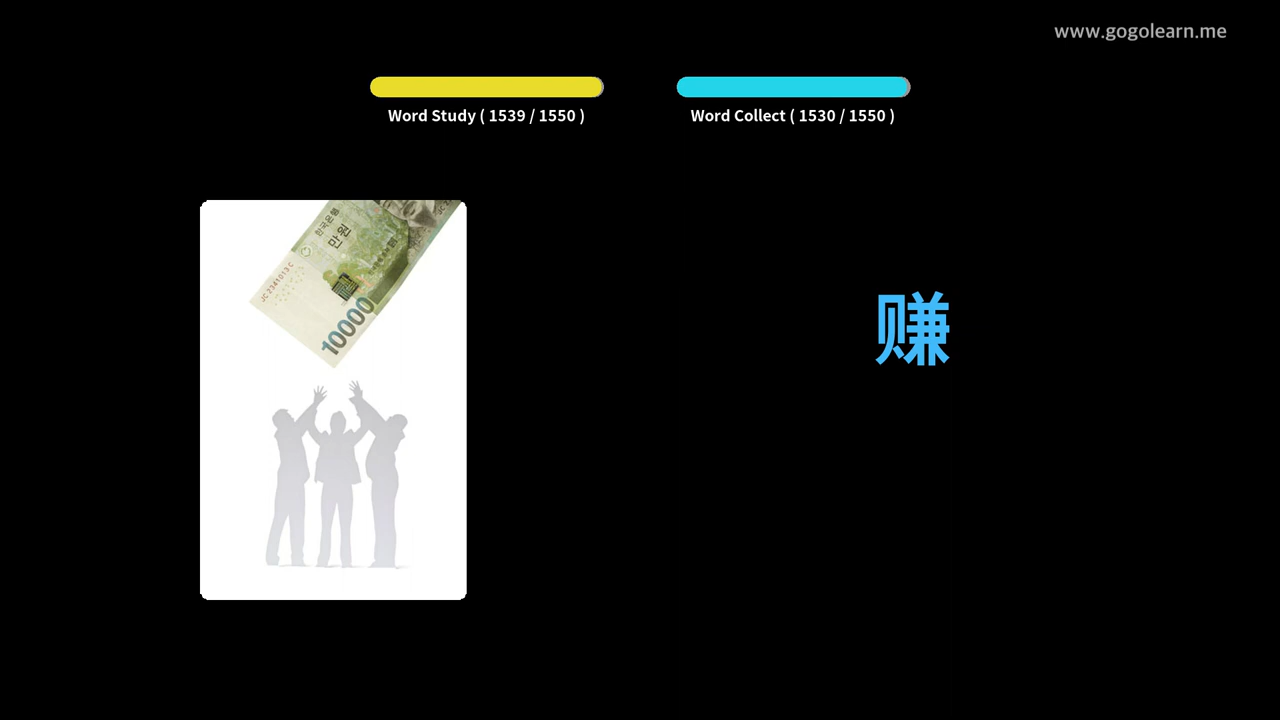 www.gogolearn.me
Word Study ( 1539 / 1550 )
Word Collect ( 1530 / 1550 )
만원
10000
赚